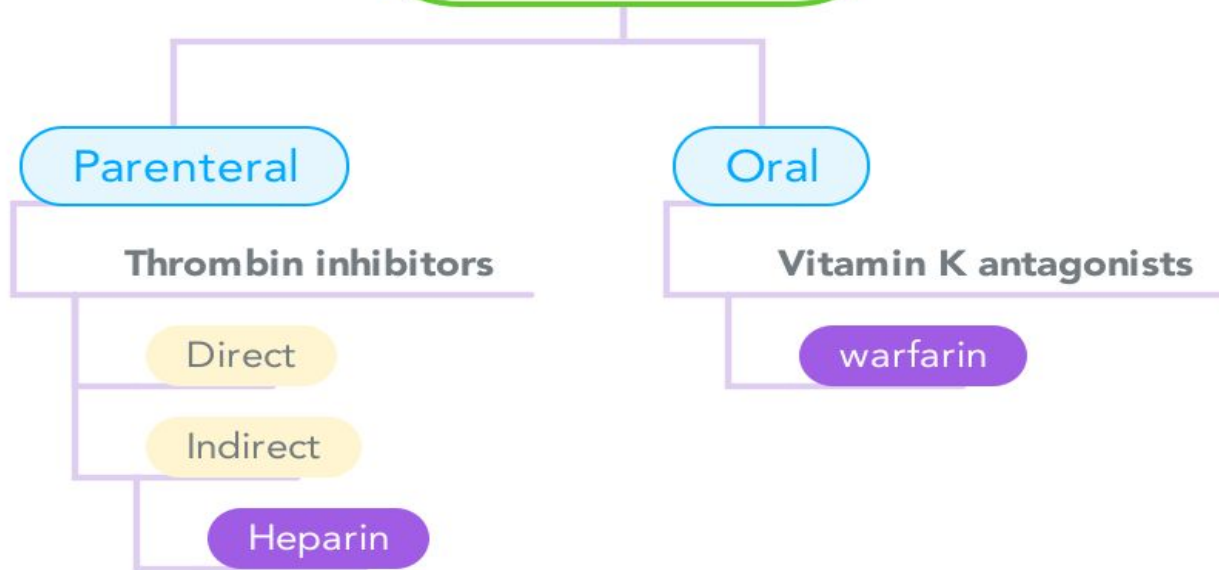 Parenteral
Thrombin inhibitors
Direct
Indirect
Heparin
Oral
Vitamin K antagonists
warfarin